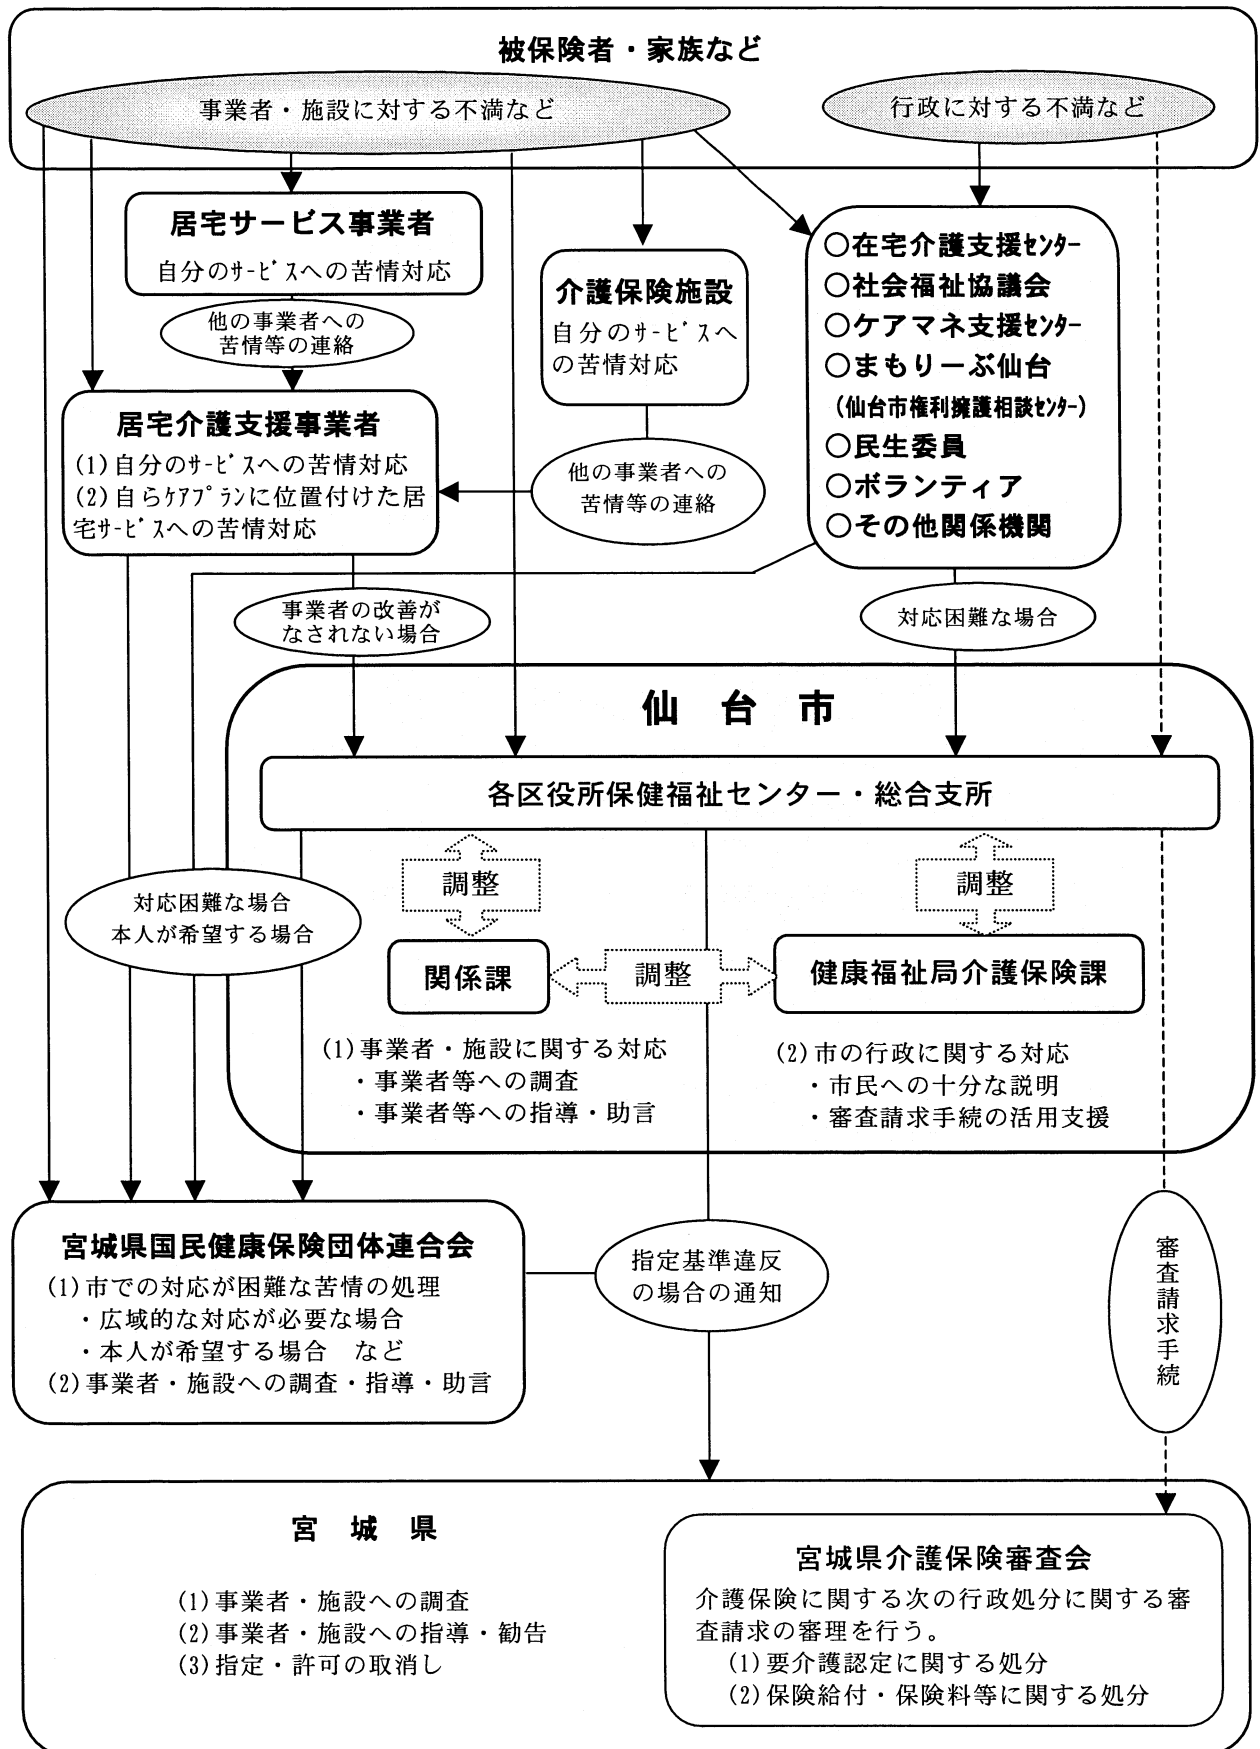 被保険者・家族など
事業者・施設に対する不満など
行政に対する不満など
居宅サービス事業者
自分のｻｰﾋﾞｽへの苦情対応
他の事業者への
苦情等の連絡
介護保険施設
自分のｻｰﾋﾞｽへ
の苦情対応
○在宅介護支援ｾﾝﾀｰ
○社会福祉協議会
○ケアマネ支援ｾﾝﾀｰ
○まもりーぶ仙台
(仙台市権利擁護相談ｾﾝﾀｰ)
○民生委員
○ボランティア
○その他関係機関
居宅介護支援事業者
(1)自分のｻｰﾋﾞｽへの苦情対応
(2)自らｹｱﾌﾟﾗﾝに位置付けた居
宅ｻｰﾋﾞｽへの苦情対応
他の事業者への
苦情等の連絡
事業者の改善が
なされない場合
対応困難な場合
仙台市
各区役所保健福祉センター・総合支所
調整
調整
対応困難な場合
本人が希望する場合
関係課
調整
健康福祉局介護保険課
(1)事業者・施設に関する対応
・事業者等への調査
・事業者等への指導・助言
(2)市の行政に関する対応
・市民への十分な説明
・審査請求手続の活用支援
宮城県国民健康保険団体連合会
(1)市での対応が困難な苦情の処理
・広域的な対応が必要な場合
・本人が希望する場合　など
(2)事業者・施設への調査・指導・助言
指定基準違反
の場合の通知
審査請求手続
宮城県
(1)事業者・施設への調査
(2)事業者・施設への指導・勧告
(3)指定・許可の取消し
宮城県介護保険審査会
介護保険に関する次の行政処分に関する審
査請求の審理を行う。
(1)要介護認定に関する処分
(2)保険給付・保険料等に関する処分